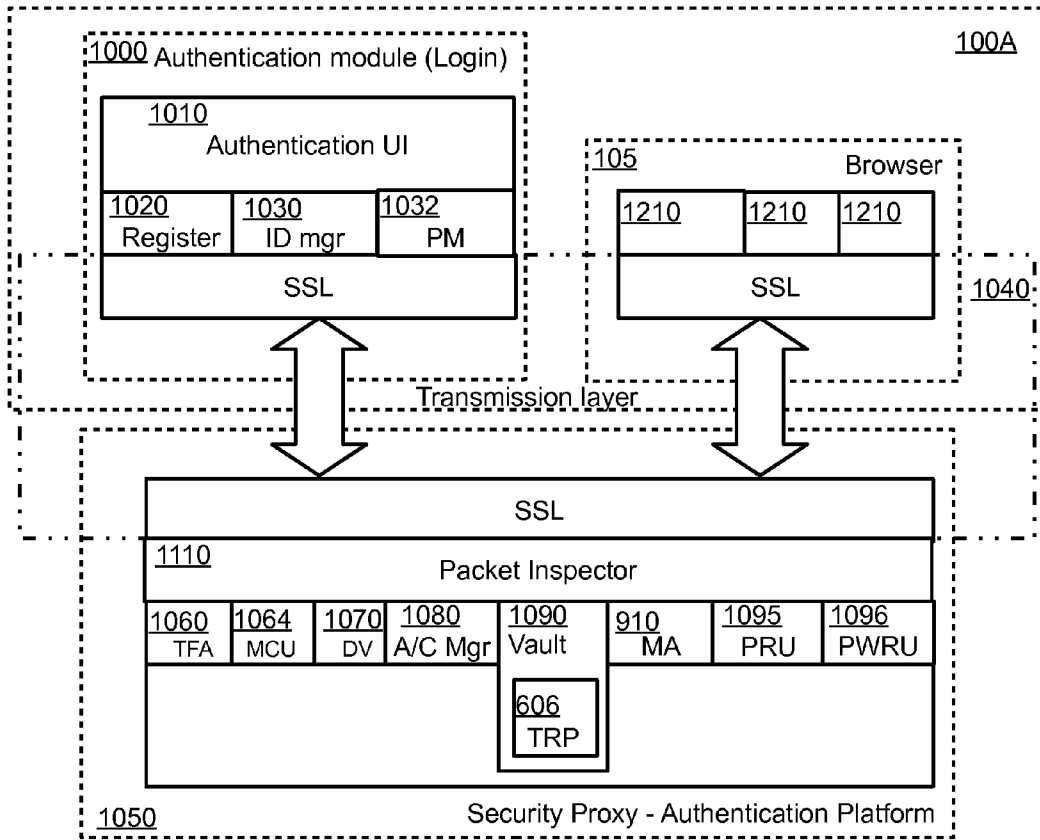 100A
1000 Authentication module (Login)
1010
Authentication UI
1020
Register
1030
ID mgr
1032
PM
SSL
105
Browser
1210
1210
1210
SSL
1040
Transmission layer
SSL
1110
Packet Inspector
1060
TFA
1064
MCU
1070
DV
1080
A/C Mgr
1090
Vault
910
MA
1095
PRU
1096
PWRU
606
TRP
1050
Security Proxy - Authentication Platform